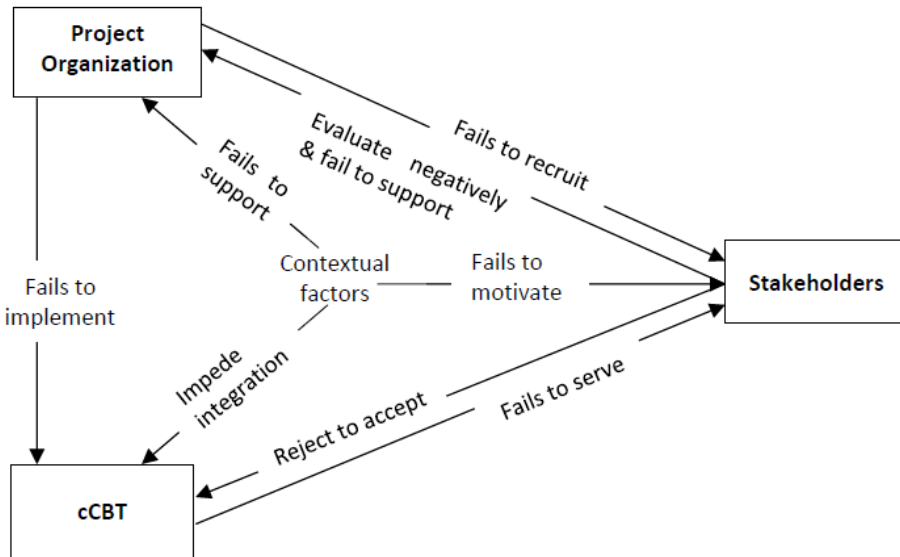 Project
Organization
Fails to recruit
Evaluate negatively
& fail to support
Fails to
support
Contextual
factors
Fails to
motivate
Stakeholders
Fails to
implement
Impede
integration
Reject to accept
Fails to serve
cCBT